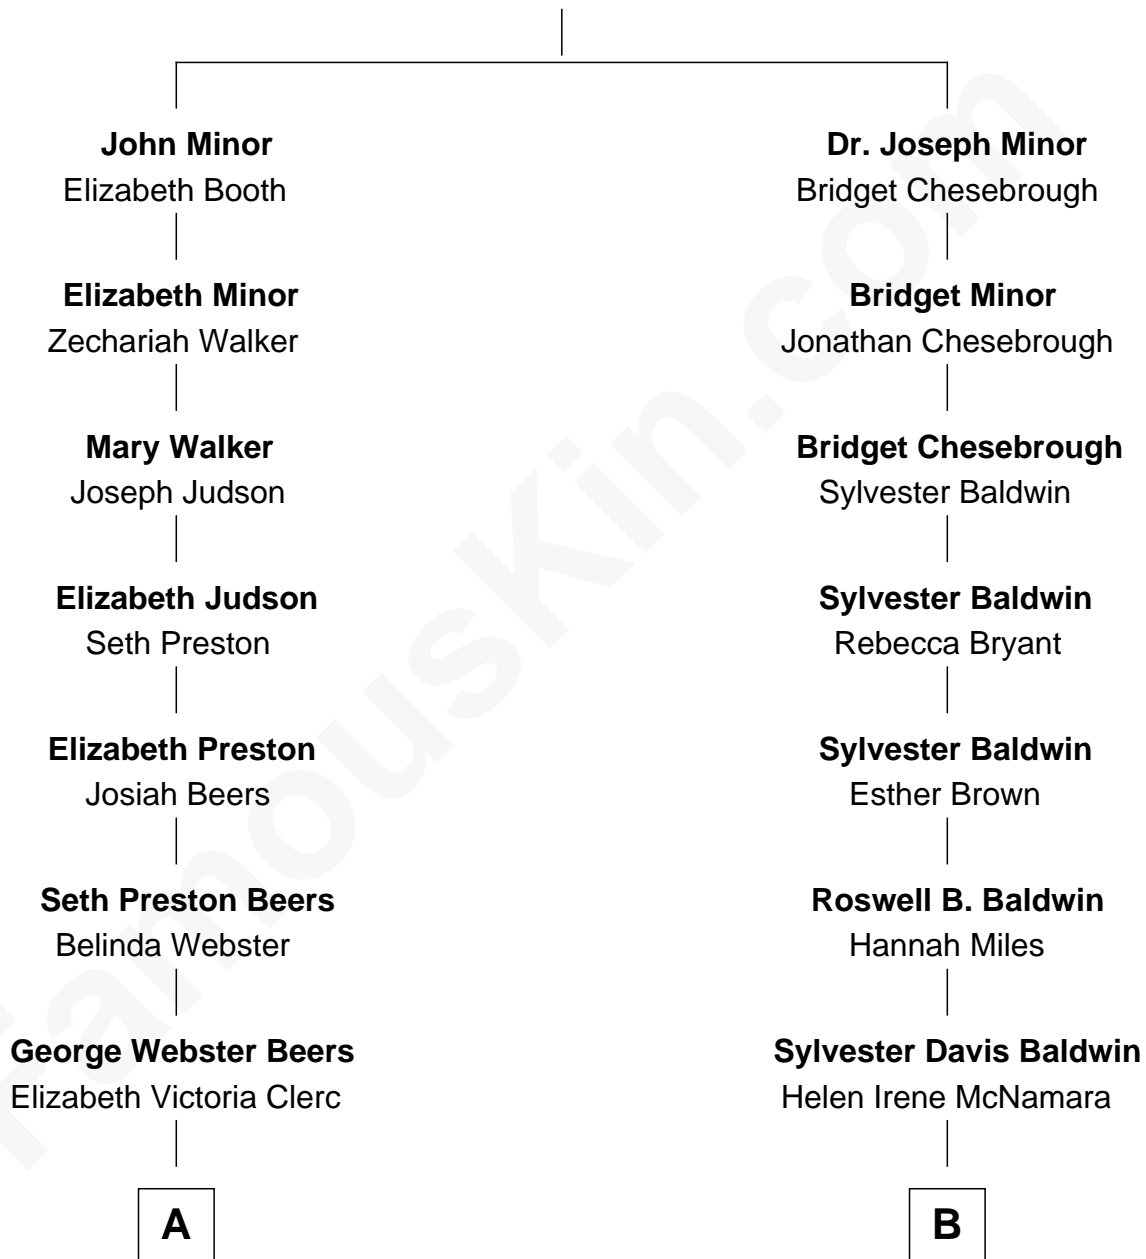 John Minor
Elizabeth Booth
Elizabeth Minor
Zechariah Walker
Mary Walker
Joseph Judson
Elizabeth Judson
Seth Preston
Elizabeth Preston
Josiah Beers
Seth Preston Beers
Belinda Webster
George Webster Beers
Elizabeth Victoria Clerc
A
Dr. Joseph Minor
Bridget Chesebrough
Bridget Minor
Jonathan Chesebrough
Bridget Chesebrough
Sylvester Baldwin
Sylvester Baldwin
Rebecca Bryant
Sylvester Baldwin
Esther Brown
Roswell B. Baldwin
Hannah Miles
Sylvester Davis Baldwin
Helen Irene McNamara
B
FamousKin.com